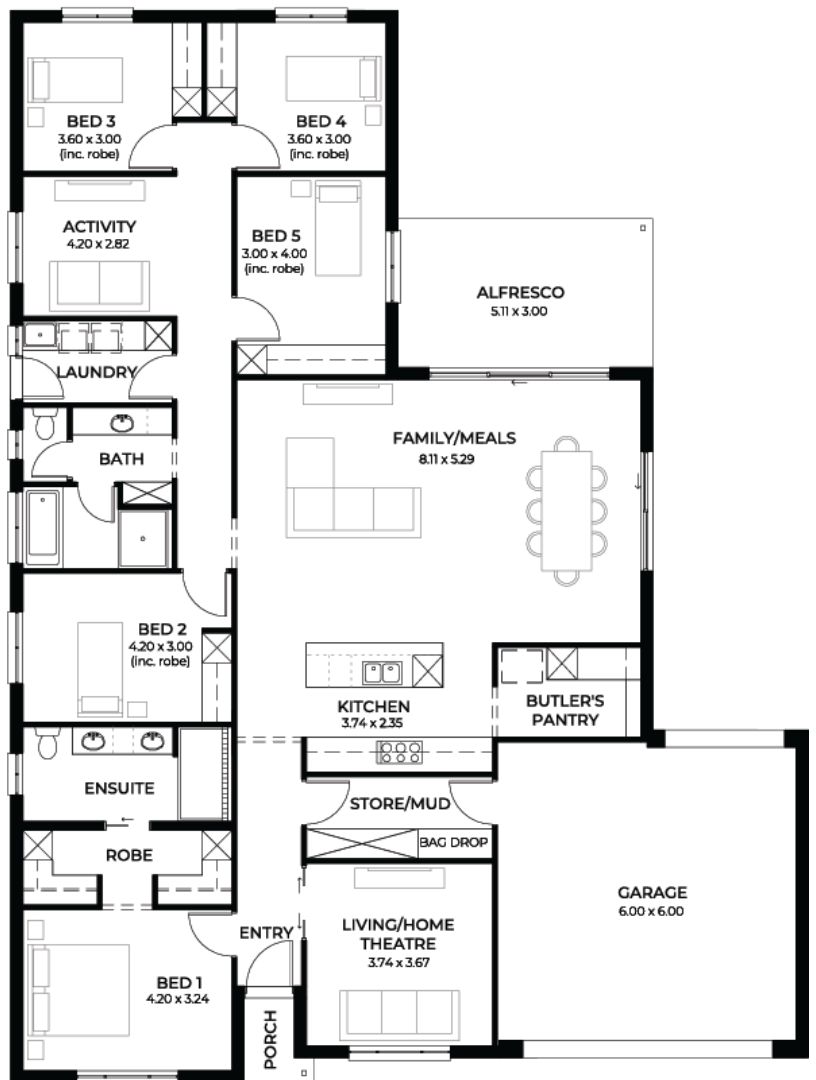 BED 3
3.60 x 3.00
(inc. robe)
BED 4
3.60 x 3.00
(inc. robe)
ACTIVITY
4.20 x 2.82
BED 5
3.00 x 4.00
(inc. robe)
ALFRESCO
5.11 x 3.00
LAUNDRY
BATH
FAMILY/MEALS
8.11 x 5.29
BED 2
4.20 x 3.00
(inc. robe)
KITCHEN
3.74 x 2.35
BUTLER'S
PANTRY
ENSUITE
STORE/MUD
BAG DROP
ROBE
GARAGE
6.00 x 6.00
ENTRY
LIVING/HOME
THEATRE
3.74 x 3.67
BED 1
4.20 x 3.24
PORCH